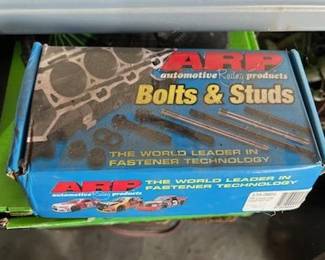 ARP
automotive Racing products
Bolts & Studs
THE WORLD LEADER IN
FASTENER TECHNOLOGY
ARP
automotive Racing products
THE WORLD LEADER IN
FASTENER TECHNOLOGY